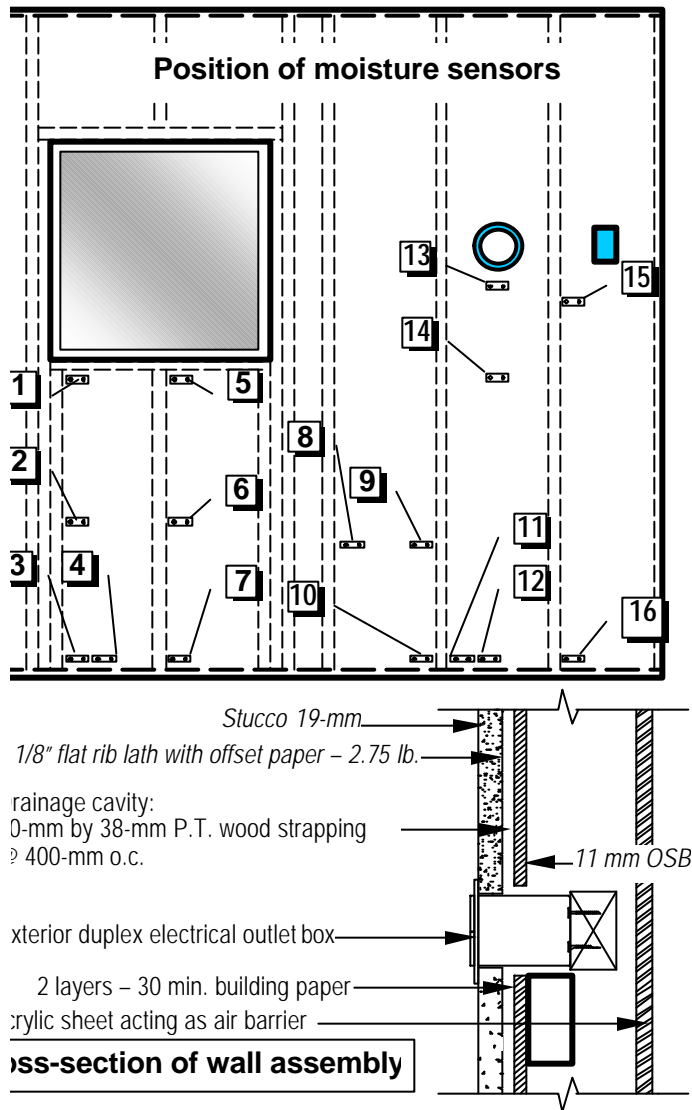 Position of moisture sensors
13
15
14
1
5
8
2
9
6
11
3
4
7
12
10
16
Stucco 19-mm
1/8" flat rib lath with offset paper – 2.75 lb.
rainage cavity:
0-mm by 38-mm P.T. wood strapping
@ 400-mm o.c.
11 mm OSB
xterior duplex electrical outlet box
2 layers – 30 min. building paper
crylic sheet acting as air barrier
oss-section of wall assembly